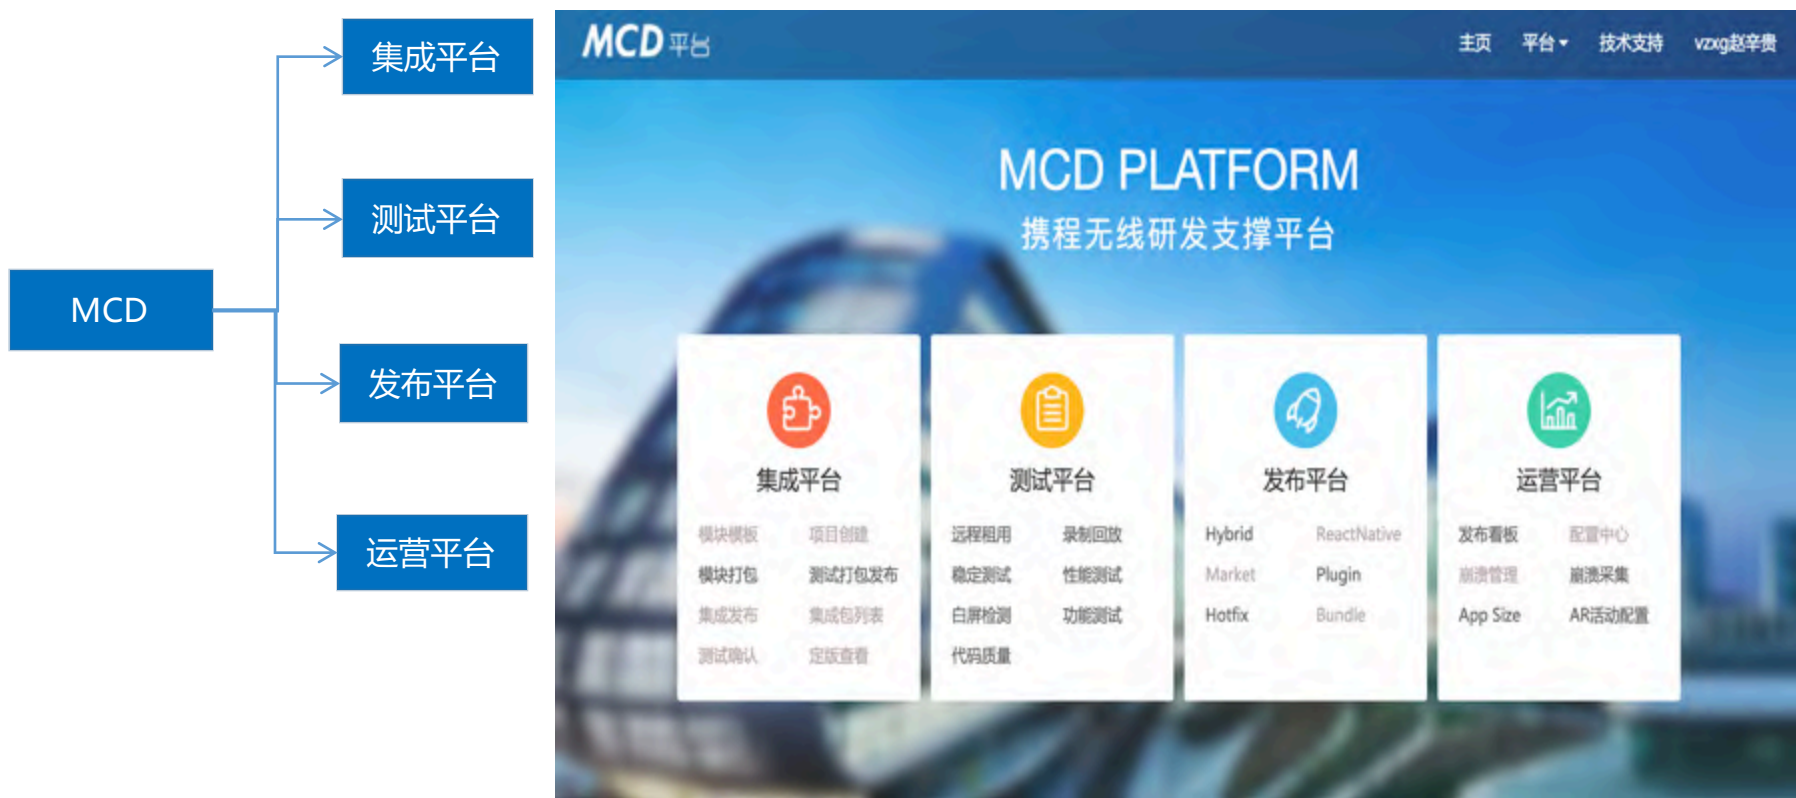 MCD
集成平台
测试平台
发布平台
运营平台
MCD平台
主页 平台 技术支持 vzxg赵辛贵
MCD PLATFORM
携程无线研发支撑平台
集成平台
模块模板 项目创建
模块打包 测试打包发布
集成发布 集成包列表
测试确认 定版查看
测试平台
远程租用 录制回放
稳定测试 性能测试
白屏检测 功能测试
代码质量
发布平台
Hybrid ReactNative
Market Plugin
Hotfix Bundle
运营平台
发布看板 配置中心
崩溃管理 崩溃采集
App Size AR活动配置